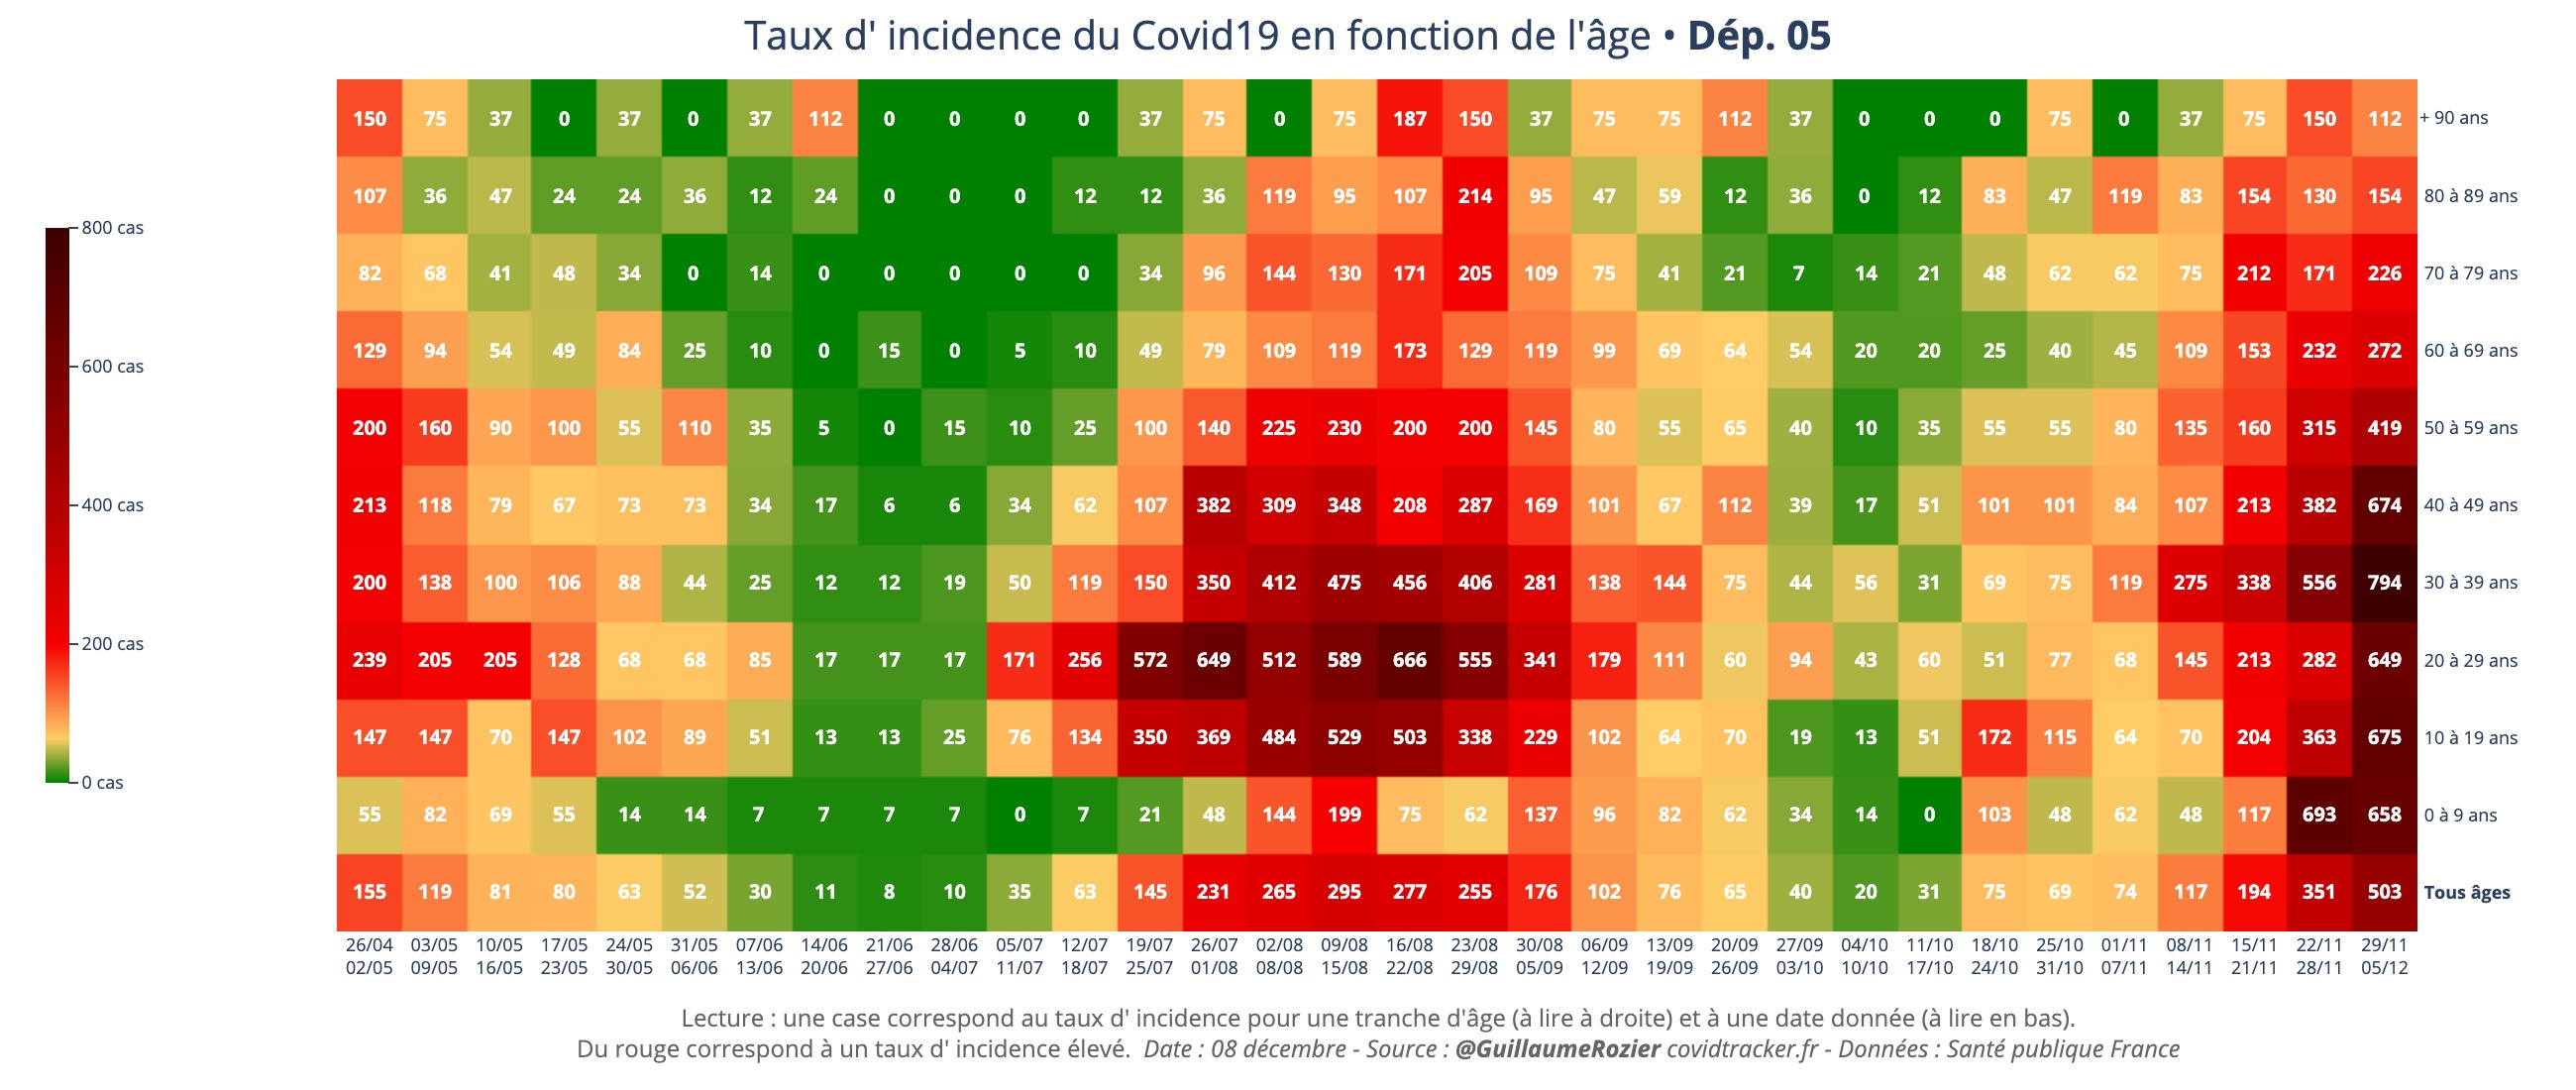 Taux d' incidence du Covid19 en fonction de l'âge • Dép. 05
150 75 37 0 37 0 37 112 0 0 0 0 37 75 0 75 187 150 37 75 75 112 37 0 0 0 75 0 37 75 150 112 + 90 ans
107 36 47 24 24 36 12 24 0 0 0 12 12 36 119 95 107 214 95 47 59 12 36 0 12 83 47 119 83 154 130 154 80 à 89 ans
82 68 41 48 34 0 14 0 0 0 0 0 34 96 144 130 171 205 109 75 41 21 7 14 21 48 62 62 75 212 171 226 70 à 79 ans
129 94 54 49 84 25 10 0 15 0 5 10 49 79 109 119 173 129 119 99 69 64 54 20 20 25 40 45 109 153 232 272 60 à 69 ans
200 160 90 100 55 110 35 5 0 15 10 25 100 140 225 230 200 200 145 80 55 65 40 10 35 55 55 80 135 160 315 419 50 à 59 ans
213 118 79 67 73 73 34 17 6 6 34 62 107 382 309 348 208 287 169 101 67 112 39 17 51 101 101 84 107 213 382 674 40 à 49 ans
200 138 100 106 88 44 25 12 12 19 50 119 150 350 412 475 456 406 281 138 144 75 44 56 31 69 75 119 275 338 556 794 30 à 39 ans
239 205 205 128 68 68 85 17 17 17 171 256 572 649 512 589 666 555 341 179 111 60 94 43 60 51 77 68 145 213 282 649 20 à 29 ans
147 147 70 147 102 89 51 13 13 25 76 134 350 369 484 529 503 338 229 102 64 70 19 13 51 172 115 64 70 204 363 675 10 à 19 ans
55 82 69 55 14 14 7 7 7 7 0 7 21 48 144 199 75 62 137 96 82 62 34 14 0 103 48 62 48 117 693 658 0 à 9 ans
155 119 81 80 63 52 30 11 8 10 35 63 145 231 265 295 277 255 176 102 76 65 40 20 31 75 69 74 117 194 351 503 Tous âges
26/04 03/05 10/05 17/05 24/05 31/05 07/06 14/06 21/06 28/06 05/07 12/07 19/07 26/07 02/08 09/08 16/08 23/08 30/08 06/09 13/09 20/09 27/09 04/10 11/10 18/10 25/10 01/11 08/11 15/11 22/11 29/11
02/05 09/05 16/05 23/05 30/05 06/06 13/06 20/06 27/06 04/07 11/07 18/07 25/07 01/08 08/08 15/08 22/08 29/08 05/09 12/09 19/09 26/09 03/10 10/10 17/10 24/10 31/10 07/11 14/11 21/11 28/11 05/12
800 cas
600 cas
400 cas
200 cas
0 cas
Lecture : une case correspond au taux d' incidence pour une tranche d'âge (à lire à droite) et à une date donnée (à lire en bas).
Du rouge correspond à un taux d' incidence élevé. Date : 08 décembre - Source : @GuillaumeRozier covidtracker.fr - Données : Santé publique France